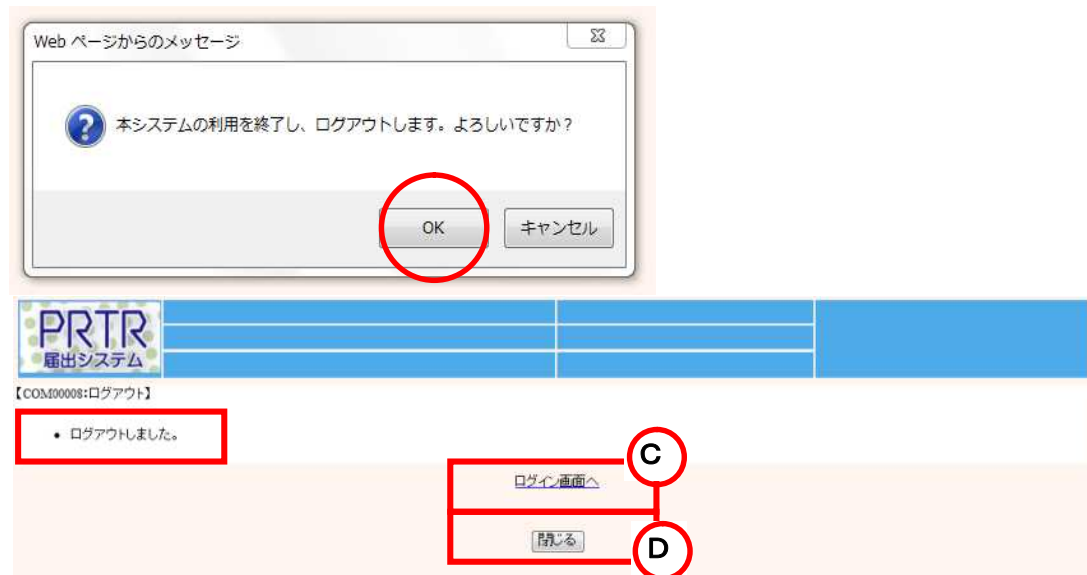 Web ページからのメッセージ
本システムの利用を終了し、ログアウトします。よろしいですか？
OK
キャンセル
PRTR
届出システム
【COM00008:ログアウト】
• ログアウトしました。
C
ログイン画面へ
閉じる
D